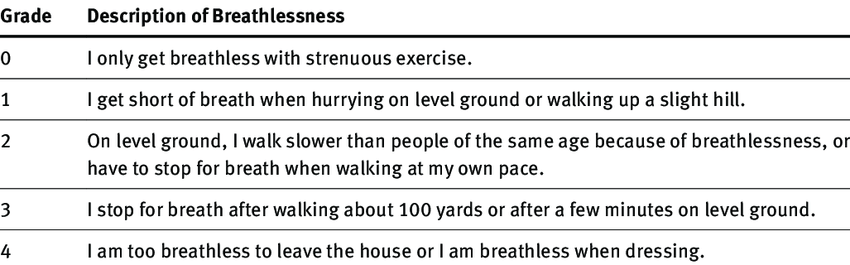 Grade Description of Breathlessness
0 I only get breathless with strenuous exercise.
1 I get short of breath when hurrying on level ground or walking up a slight hill.
2 On level ground, I walk slower than people of the same age because of breathlessness, or
have to stop for breath when walking at my own pace.
3 I stop for breath after walking about 100 yards or after a few minutes on level ground.
4 I am too breathless to leave the house or I am breathless when dressing.